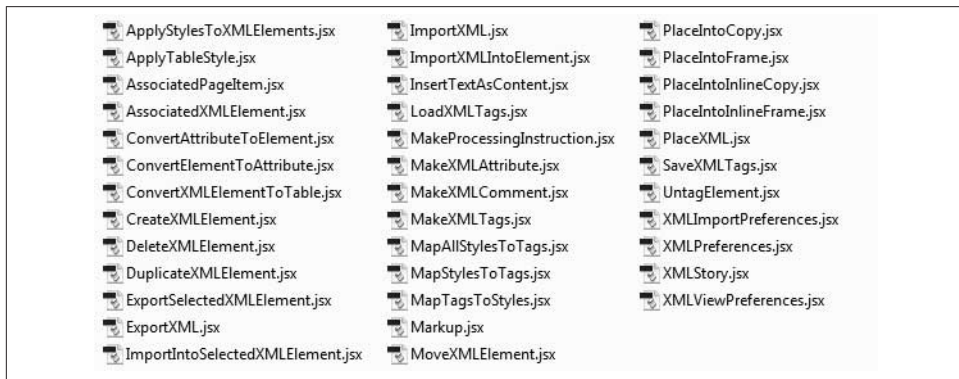 ApplyStylesToXMLElements.jsx
ApplyTableStyle.jsx
AssociatedPageItem.jsx
AssociatedXMLElement.jsx
ConvertAttributeToElement.jsx
ConvertElementToAttribute.jsx
ConvertXMLElementToTable.jsx
CreateXMLElement.jsx
DeleteXMLElement.jsx
DuplicateXMLElement.jsx
ExportSelectedXMLElement.jsx
ExportXML.jsx
ImportIntoSelectedXMLElement.jsx
ImportXML.jsx
ImportXMLIntoElement.jsx
InsertTextAsContent.jsx
LoadXMLTags.jsx
MakeProcessingInstruction.jsx
MakeXMLAttribute.jsx
MakeXMLComment.jsx
MakeXMLTags.jsx
MapAllStylesToTags.jsx
MapStylesToTags.jsx
MapTagsToStyles.jsx
Markup.jsx
MoveXMLElement.jsx
PlaceIntoCopy.jsx
PlaceIntoFrame.jsx
PlaceIntoInlineCopy.jsx
PlaceIntoInlineFrame.jsx
PlaceXML.jsx
SaveXMLTags.jsx
UntagElement.jsx
XMLImportPreferences.jsx
XMLPreferences.jsx
XMLStory.jsx
XMLViewPreferences.jsx